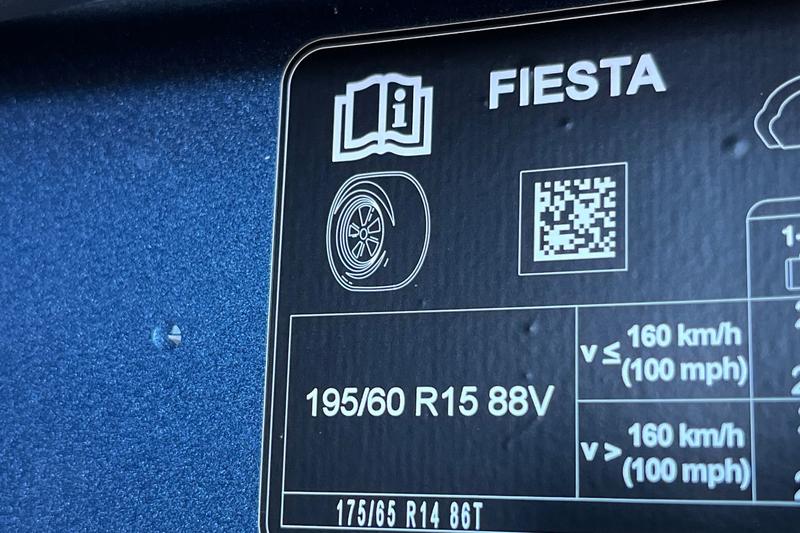 FIESTA
195/60 R15 88V
v ≤ 160 km/h
(100 mph)
v > 160 km/h
(100 mph)
175/65 R14 86T